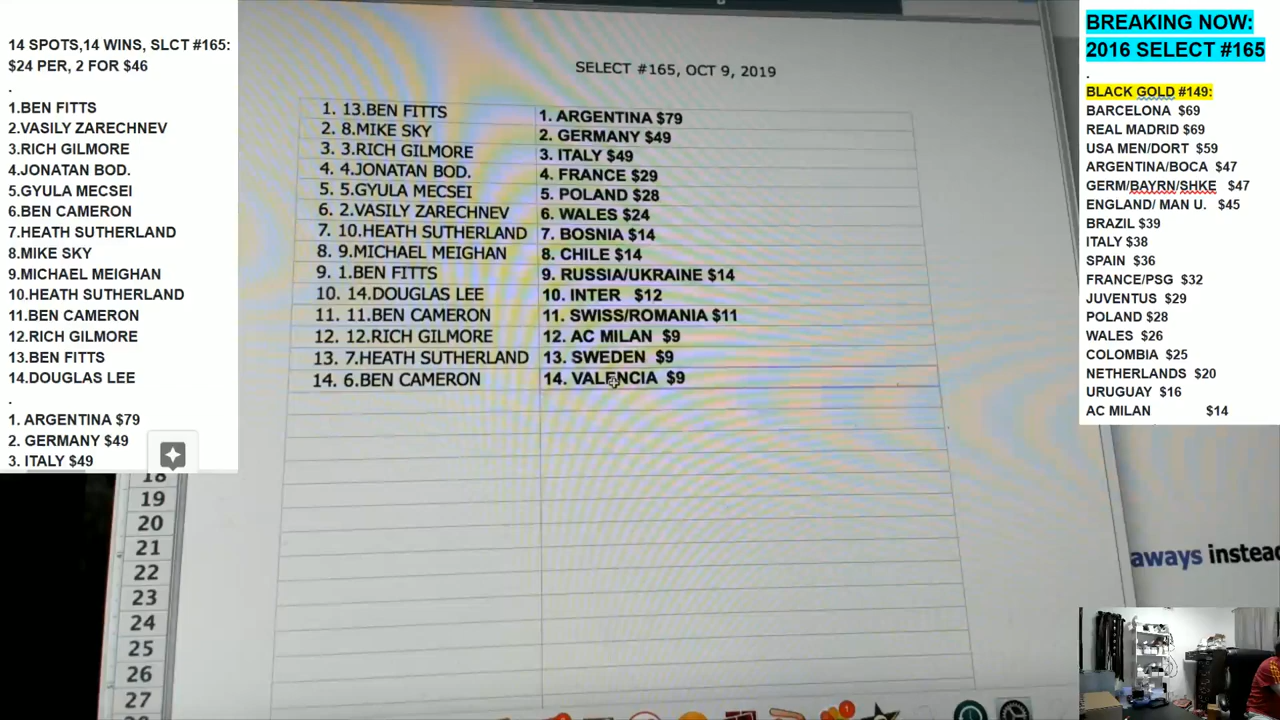 14 SPOTS,14 WINS, SLCT #165:
$24 PER, 2 FOR $46
.
1.BEN FITTS
2.VASILY ZARECHNEV
3.RICH GILMORE
4.JONATAN BOD.
5.GYULA MECSEI
6.BEN CAMERON
7.HEATH SUTHERLAND
8.MIKE SKY
9.MICHAEL MEIGHAN
10.HEATH SUTHERLAND
11.BEN CAMERON
12.RICH GILMORE
13.BEN FITTS
14.DOUGLAS LEE
.
1. ARGENTINA $79
2. GERMANY $49
3. ITALY $49
SELECT #165, OCT 9, 2019
1. 13.BEN FITTS 1. ARGENTINA $79
2. 8.MIKE SKY 2. GERMANY $49
3. 3.RICH GILMORE 3. ITALY $49
4. 4.JONATAN BOD. 4. FRANCE $29
5. 5.GYULA MECSEI 5. POLAND $28
6. 2.VASILY ZARECHNEV 6. WALES $24
7. 10.HEATH SUTHERLAND 7. BOSNIA $14
8. 9.MICHAEL MEIGHAN 8. CHILE $14
9. 1.BEN FITTS 9. RUSSIA/UKRAINE $14
10. 14.DOUGLAS LEE 10. INTER $12
11. 11.BEN CAMERON 11. SWISS/ROMANIA $11
12. 12.RICH GILMORE 12. AC MILAN $9
13. 7.HEATH SUTHERLAND 13. SWEDEN $9
14. 6.BEN CAMERON 14. VALENCIA $9
18
19
20
21
22
23
24
25
26
27
BREAKING NOW:
2016 SELECT #165
.
BLACK GOLD #149:
BARCELONA $69
REAL MADRID $69
USA MEN/DORT $59
ARGENTINA/BOCA $47
GERM/BAYRN/SHKE $47
ENGLAND/ MAN U. $45
BRAZIL $39
ITALY $38
SPAIN $36
FRANCE/PSG $32
JUVENTUS $29
POLAND $28
WALES $26
COLOMBIA $25
NETHERLANDS $20
URUGUAY $16
AC MILAN $14
aways instead